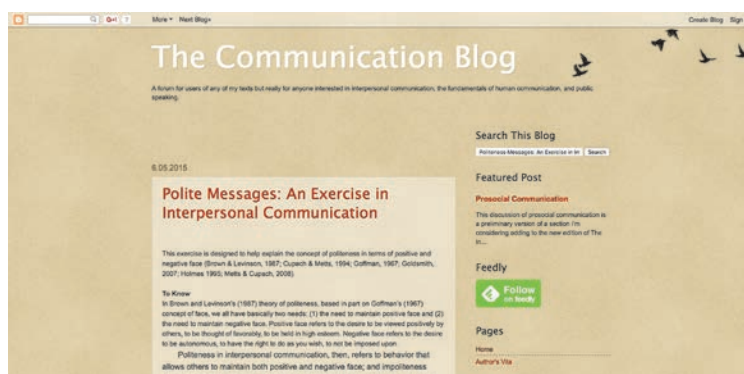 G+1 ?
More Next Blog»
Create Blog Sign
The Communication Blog
A forum for users of any of my texts but really for anyone interested in interpersonal communication, the fundamentals of human communication, and public
speaking.
6.05.2015
Polite Messages: An Exercise in
Interpersonal Communication
This exercise is designed to help explain the concept of politeness in terms of positive and
negative face (Brown & Levinson, 1987; Cupach & Metts, 1994; Goffman, 1967; Goldsmith,
2007; Holmes 1995; Metts & Cupach, 2008)
To Know
In Brown and Levinson's (1987) theory of politeness, based in part on Goffman's (1967)
concept of face, we all have basically two needs: (1) the need to maintain positive face and (2)
the need to maintain negative face. Positive face refers to the desire to be viewed positively by
others, to be thought of favorably, to be held in high esteem. Negative face refers to the desire
to be autonomous, to have the right to do as you wish, to not be imposed upon
Politeness in interpersonal communication, then, refers to behavior that
allows others to maintain both positive and negative face; and impoliteness
Search This Blog
Politeness Messages: An Exercise in In Search
Featured Post
Prosocial Communication
This discussion of prosocial communication is
a preliminary version of a section I'm
considering adding to the new edition of The
In...
Feedly
Follow
on feedly
Pages
Home
Author's Vita